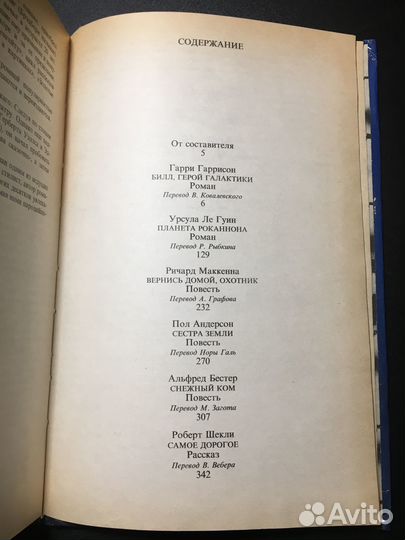 СОДЕРЖАНИЕ
От составителя
5
Гарри Гаррисон
БИЛЛ, ГЕРОЙ ГАЛАКТИКИ
Роман
Перевод В. Ковалевского
6
Урсула Ле Гуин
ПЛАНЕТА РОКАННОНА
Роман
Перевод Р. Рыбкина
129
Ричард Маккенна
ВЕРНИСЬ ДОМОЙ, ОХОТНИК
Повесть
Перевод А. Графова
232
Пол Андерсон
СЕСТРА ЗЕМЛИ
Повесть
Перевод Норы Галь
270
Альфред Бестер
СНЕЖНЫЙ КОМ
Повесть
Перевод М. Загота
307
Роберт Шекли
САМОЕ ДОРОГОЕ
Рассказ
Перевод В. Вебера
342
Avito